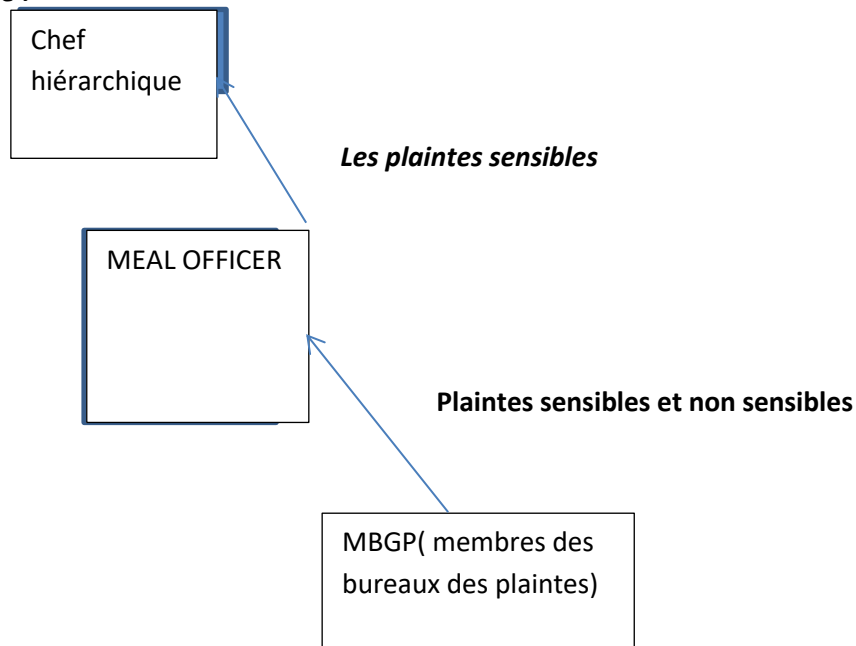 Chef
hiérarchique
Les plaintes sensibles
MEAL OFFICER
Plaintes sensibles et non sensibles
MBGP( membres des
bureaux des plaintes)